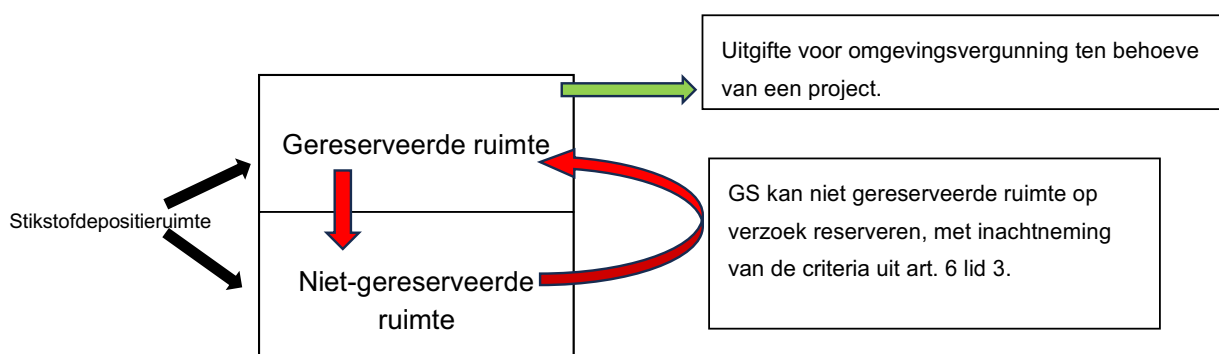 Stikstofdepositieruimte
Gereserveerde ruimte
Niet-gereserveerde
ruimte
Uitgifte voor omgevingsvergunning ten behoeve
van een project.
GS kan niet gereserveerde ruimte op
verzoek reserveren, met inachtneming
van de criteria uit art. 6 lid 3.